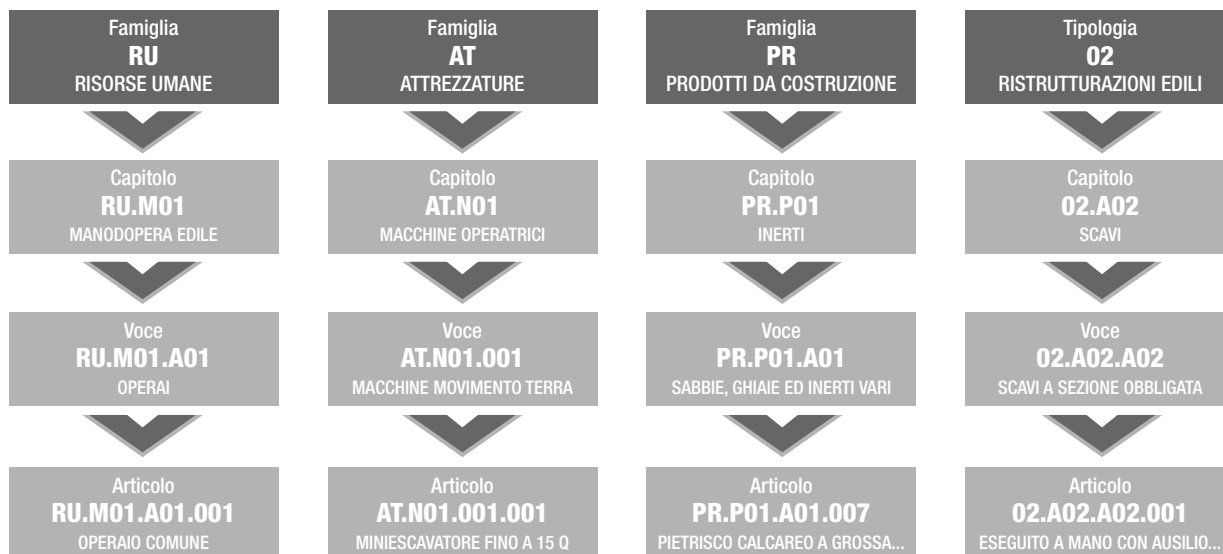 Famiglia
RU
RISORSE UMANE
Capitolo
RU.M01
MANODOPERA EDILE
Voce
RU.M01.A01
OPERAI
Articolo
RU.M01.A01.001
OPERAIO COMUNE
Famiglia
AT
ATTREZZATURE
Capitolo
AT.N01
MACCHINE OPERATRICI
Voce
AT.N01.001
MACCHINE MOVIMENTO TERRA
Articolo
AT.N01.001.001
MINIESCAVATORE FINO A 15 Q
Famiglia
PR
PRODOTTI DA COSTRUZIONE
Capitolo
PR.P01
INERTI
Voce
PR.P01.A01
SABBIE, GHIAIE ED INERTI VARI
Articolo
PR.P01.A01.007
PIETRISCO CALCAREO A GROSSA...
Tipologia
02
RISTRUTTURAZIONI EDILI
Capitolo
02.A02
SCAVI
Voce
02.A02.A02
SCAVI A SEZIONE OBBLIGATA
Articolo
02.A02.A02.001
ESEGUITO A MANO CON AUSILIO...